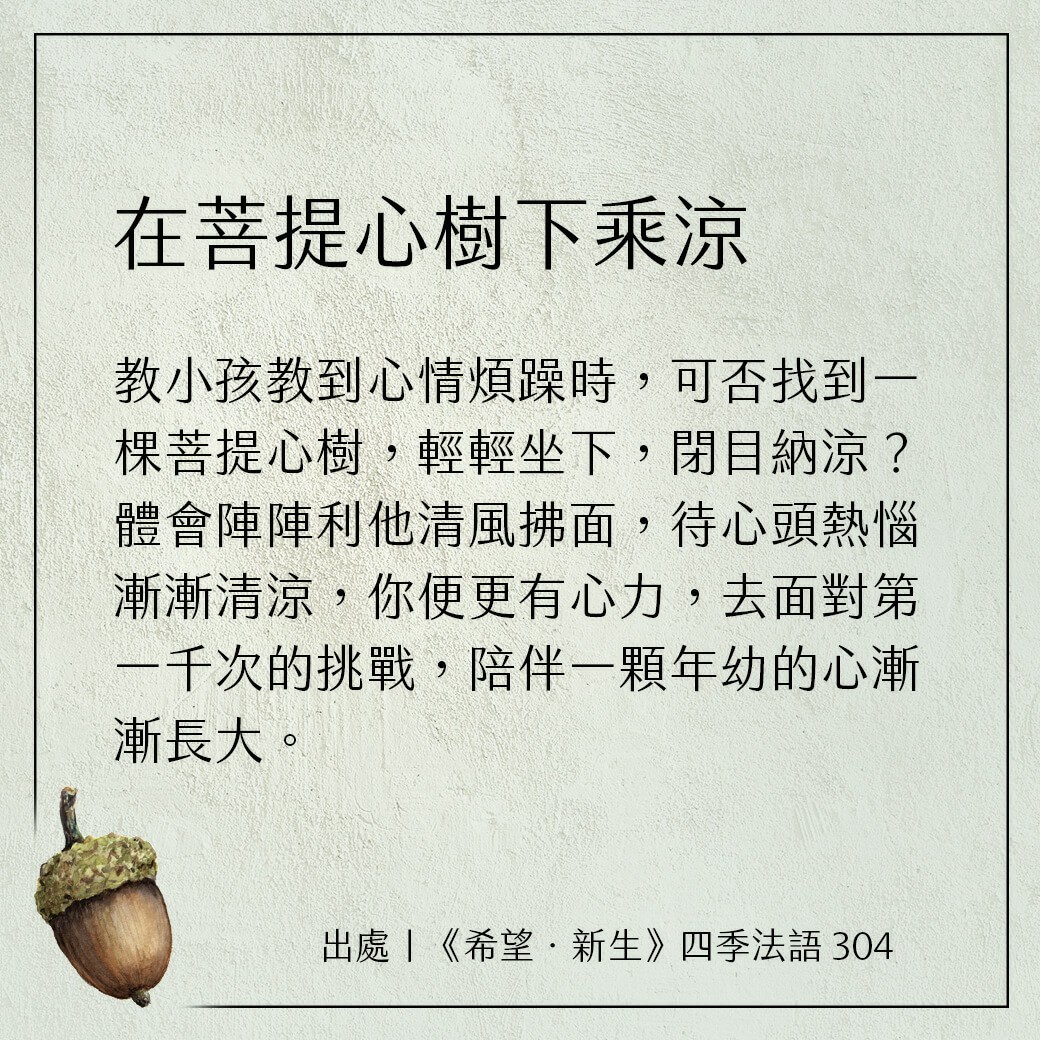 在菩提心樹下乘涼
教小孩教到心情煩躁時，可否找到一
棵菩提心樹，輕輕坐下，閉目納涼？
體會陣陣利他清風拂面，待心頭熱惱
漸漸清涼，你便更有心力，去面對第
一千次的挑戰，陪伴一顆年幼的心漸
漸長大。
出處｜《希望．新生》四季法語 304